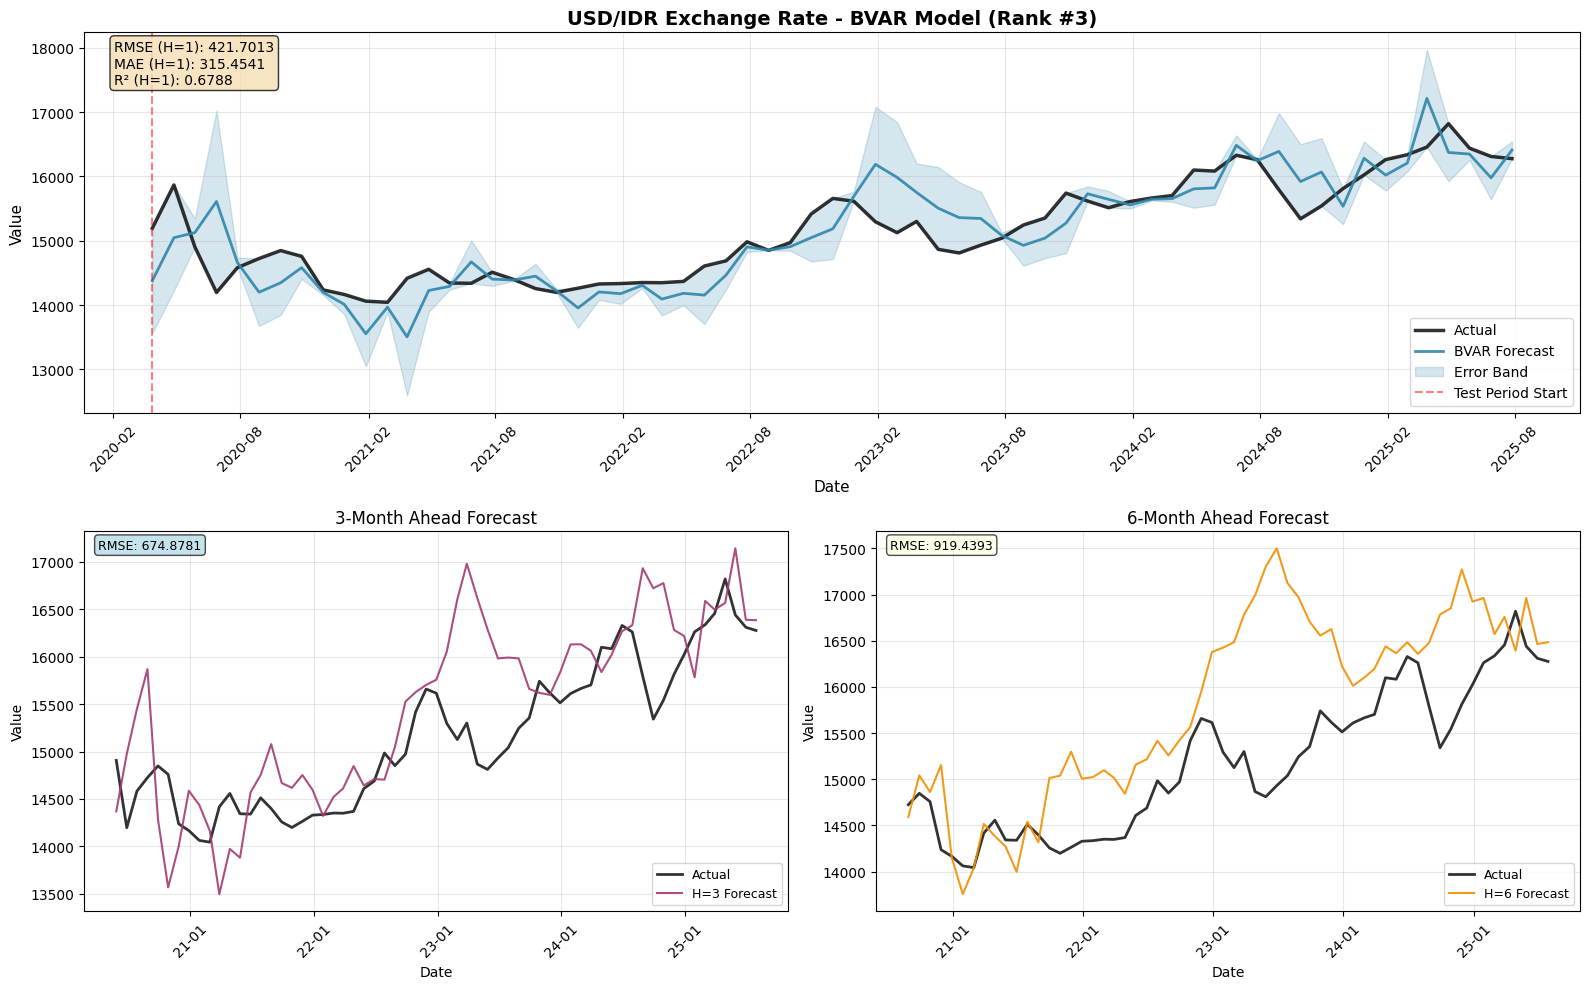 USD/IDR Exchange Rate - BVAR Model (Rank #3)
RMSE (H=1): 421.7013
MAE (H=1): 315.4541
R² (H=1): 0.6788
18000
17000
16000
15000
14000
13000
Value
Actual
BVAR Forecast
Error Band
Test Period Start
2020-02
2020-08
2021-02
2021-08
2022-02
2022-08
2023-02
2023-08
2024-02
2024-08
2025-02
2025-08
Date
3-Month Ahead Forecast
RMSE: 674.8781
17000
16500
16000
15500
15000
14500
14000
13500
Value
Actual
H=3 Forecast
21-01
22-01
23-01
24-01
25-01
Date
6-Month Ahead Forecast
RMSE: 919.4393
17500
17000
16500
16000
15500
15000
14500
14000
Value
Actual
H=6 Forecast
21-01
22-01
23-01
24-01
25-01
Date